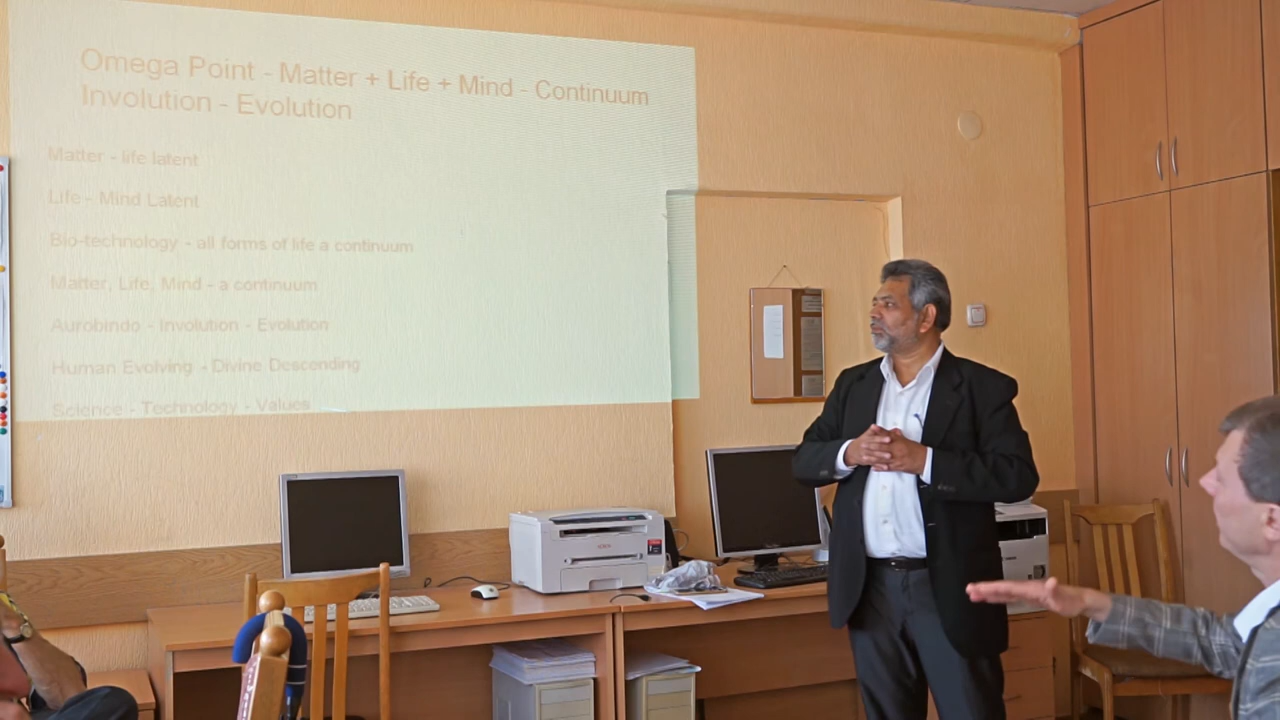 Omega Point - Matter + Life + Mind - Continuum
Involution - Evolution
Matter - life latent
Life - Mind Latent
Bio-technology - all forms of life a continuum
Matter, Life, Mind - a continuum
Aurobindo - Involution - Evolution
Human Evolving - Divine Descending
Science - Technology - Values